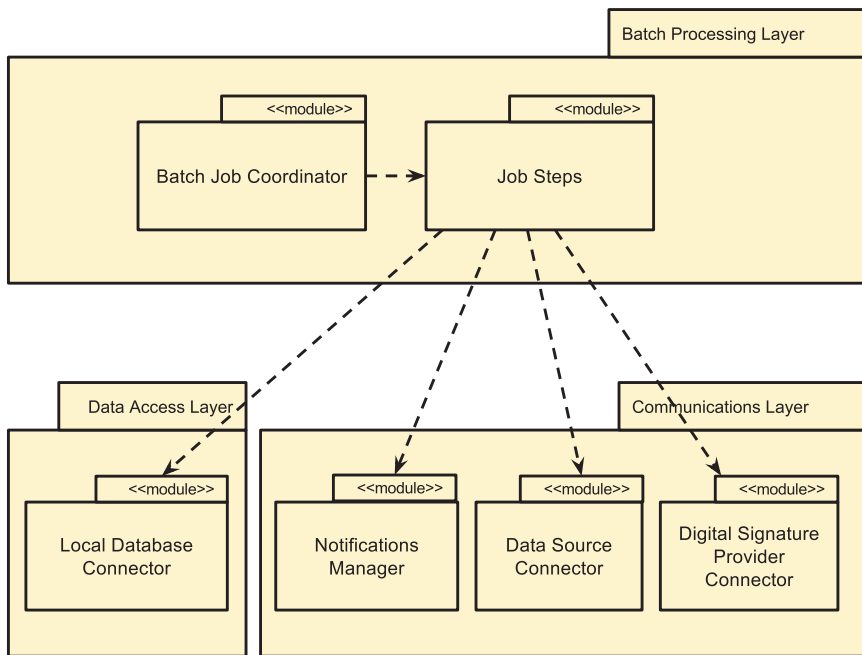 Batch Processing Layer
<<module>>
<<module>>
Batch Job Coordinator
Job Steps
Data Access Layer
Communications Layer
<<module>>
<<module>>
<<module>>
<<module>>
Local Database
Connector
Notifications
Manager
Data Source
Connector
Digital Signature
Provider
Connector